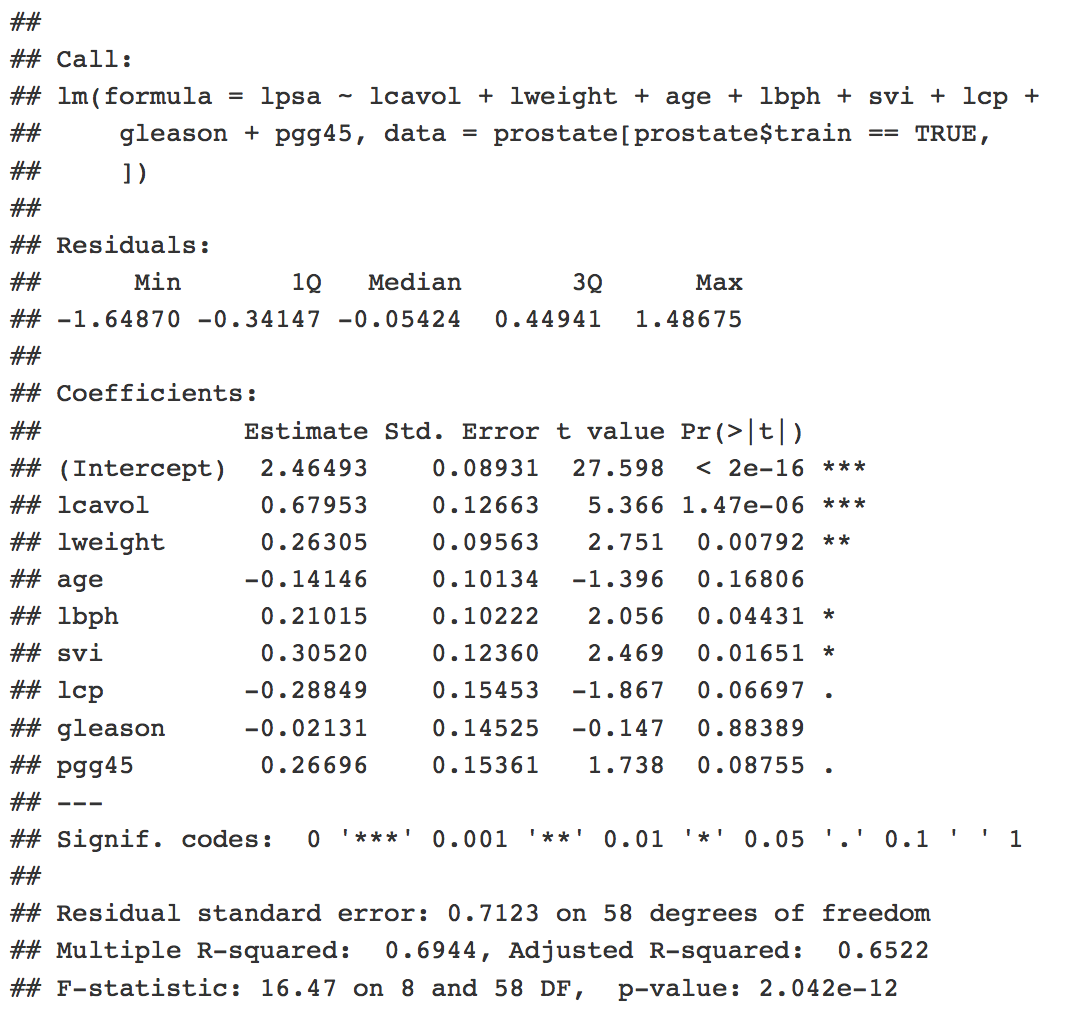 ##
## Call:
## lm(formula = lpsa ~ lcavol + lweight + age + lbph + svi + lcp +
##     gleason + pgg45, data = prostate[prostate$train == TRUE,
##     ])
##
## Residuals:
##      Min       1Q   Median       3Q      Max
## -1.64870 -0.34147 -0.05424  0.44941  1.48675
##
## Coefficients:
##             Estimate Std. Error t value Pr(>|t|)
## (Intercept)  2.46493    0.08931  27.598  < 2e-16 ***
## lcavol       0.67953    0.12663   5.366 1.47e-06 ***
## lweight      0.26305    0.09563   2.751  0.00792 **
## age         -0.14146    0.10134  -1.396  0.16806
## lbph         0.21015    0.10222   2.056  0.04431 *
## svi          0.30520    0.12360   2.469  0.01651 *
## lcp         -0.28849    0.15453  -1.867  0.06697 .
## gleason     -0.02131    0.14525  -0.147  0.88389
## pgg45        0.26696    0.15361   1.738  0.08755 .
## ---
## Signif. codes:  0 '***' 0.001 '**' 0.01 '*' 0.05 '.' 0.1 ' ' 1
##
## Residual standard error: 0.7123 on 58 degrees of freedom
## Multiple R-squared:  0.6944, Adjusted R-squared:  0.6522
## F-statistic: 16.47 on 8 and 58 DF,  p-value: 2.042e-12